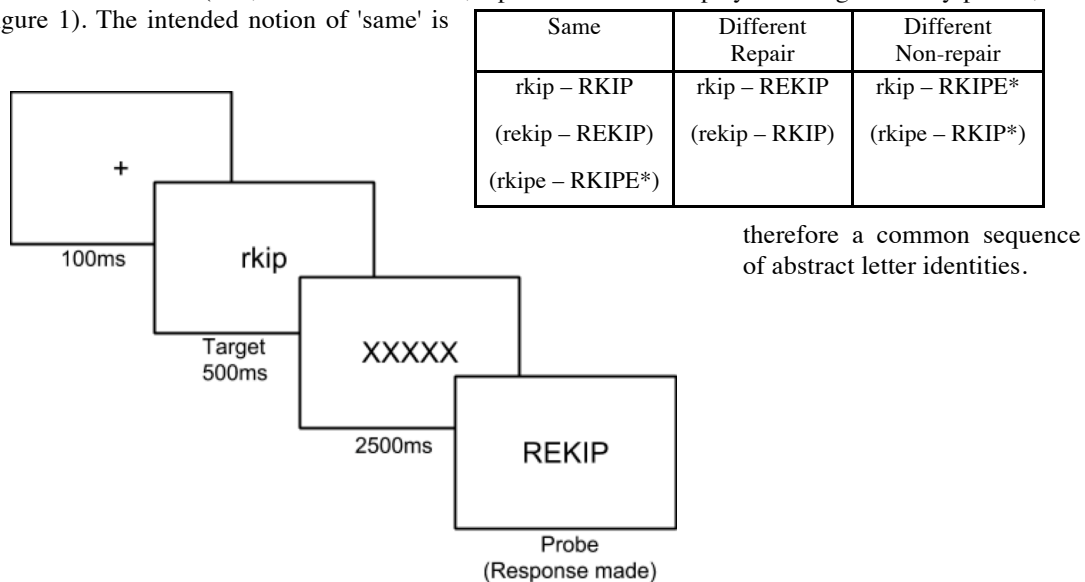 gure 1). The intended notion of 'same' is
Same Different Different
Repair Non-repair
rkip – RKIP rkip – REKIP rkip – RKIPE*
(rekip – REKIP) (rekip – RKIP) (rkipe – RKIP*)
(rkipe – RKIPE*)
therefore a common sequence
of abstract letter identities.
+
100ms
rkip
Target
500ms
XXXXX
2500ms
REKIP
Probe
(Response made)